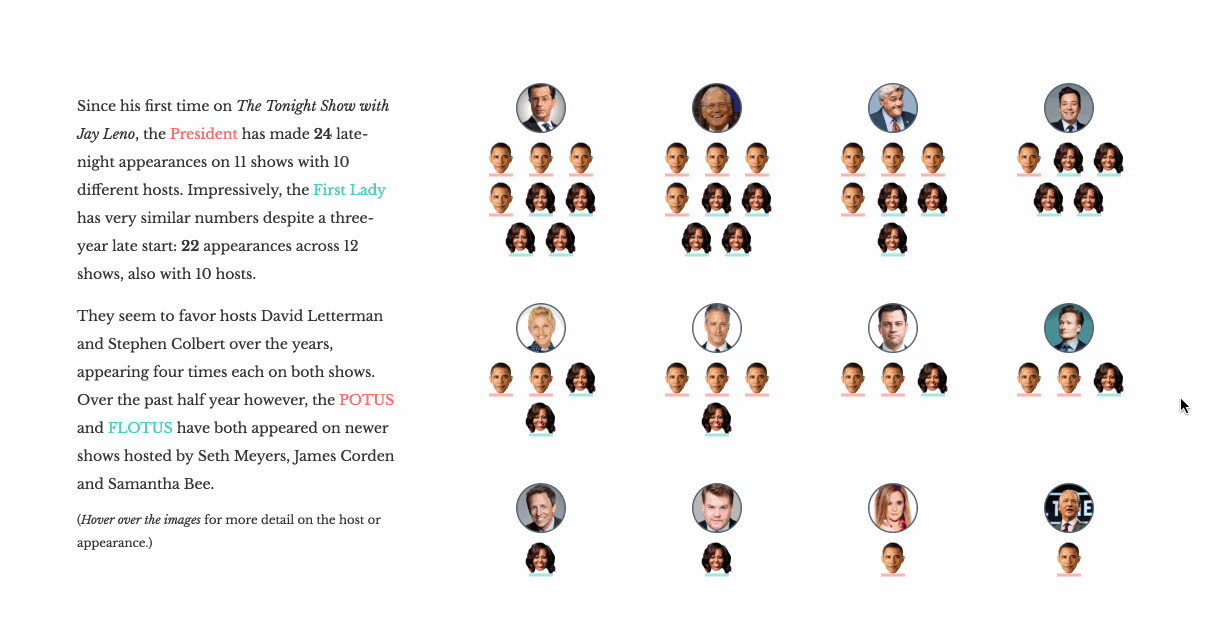 Since his first time on The Tonight Show with
Jay Leno, the President has made 24 late-
night appearances on 11 shows with 10
different hosts. Impressively, the First Lady
has very similar numbers despite a three-
year late start: 22 appearances across 12
shows, also with 10 hosts.
They seem to favor hosts David Letterman
and Stephen Colbert over the years,
appearing four times each on both shows.
Over the past half year however, the POTUS
and FLOTUS have both appeared on newer
shows hosted by Seth Meyers, James Corden
and Samantha Bee.
(Hover over the images for more detail on the host or
appearance.)